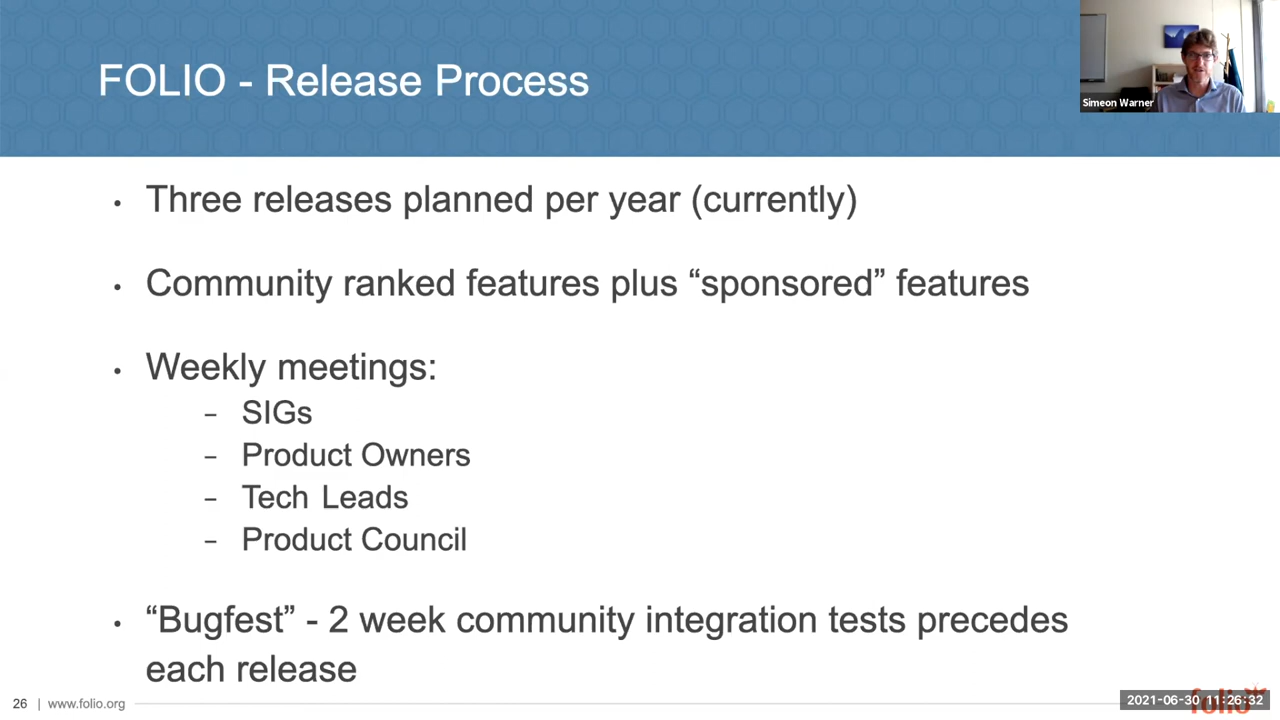 FOLIO - Release Process
Simeon Warner
• Three releases planned per year (currently)
• Community ranked features plus “sponsored” features
• Weekly meetings:
– SIGs
– Product Owners
– Tech Leads
– Product Council
• “Bugfest” - 2 week community integration tests precedes
each release
26 | www.folio.org
folio
2021-06-30 11:26:32